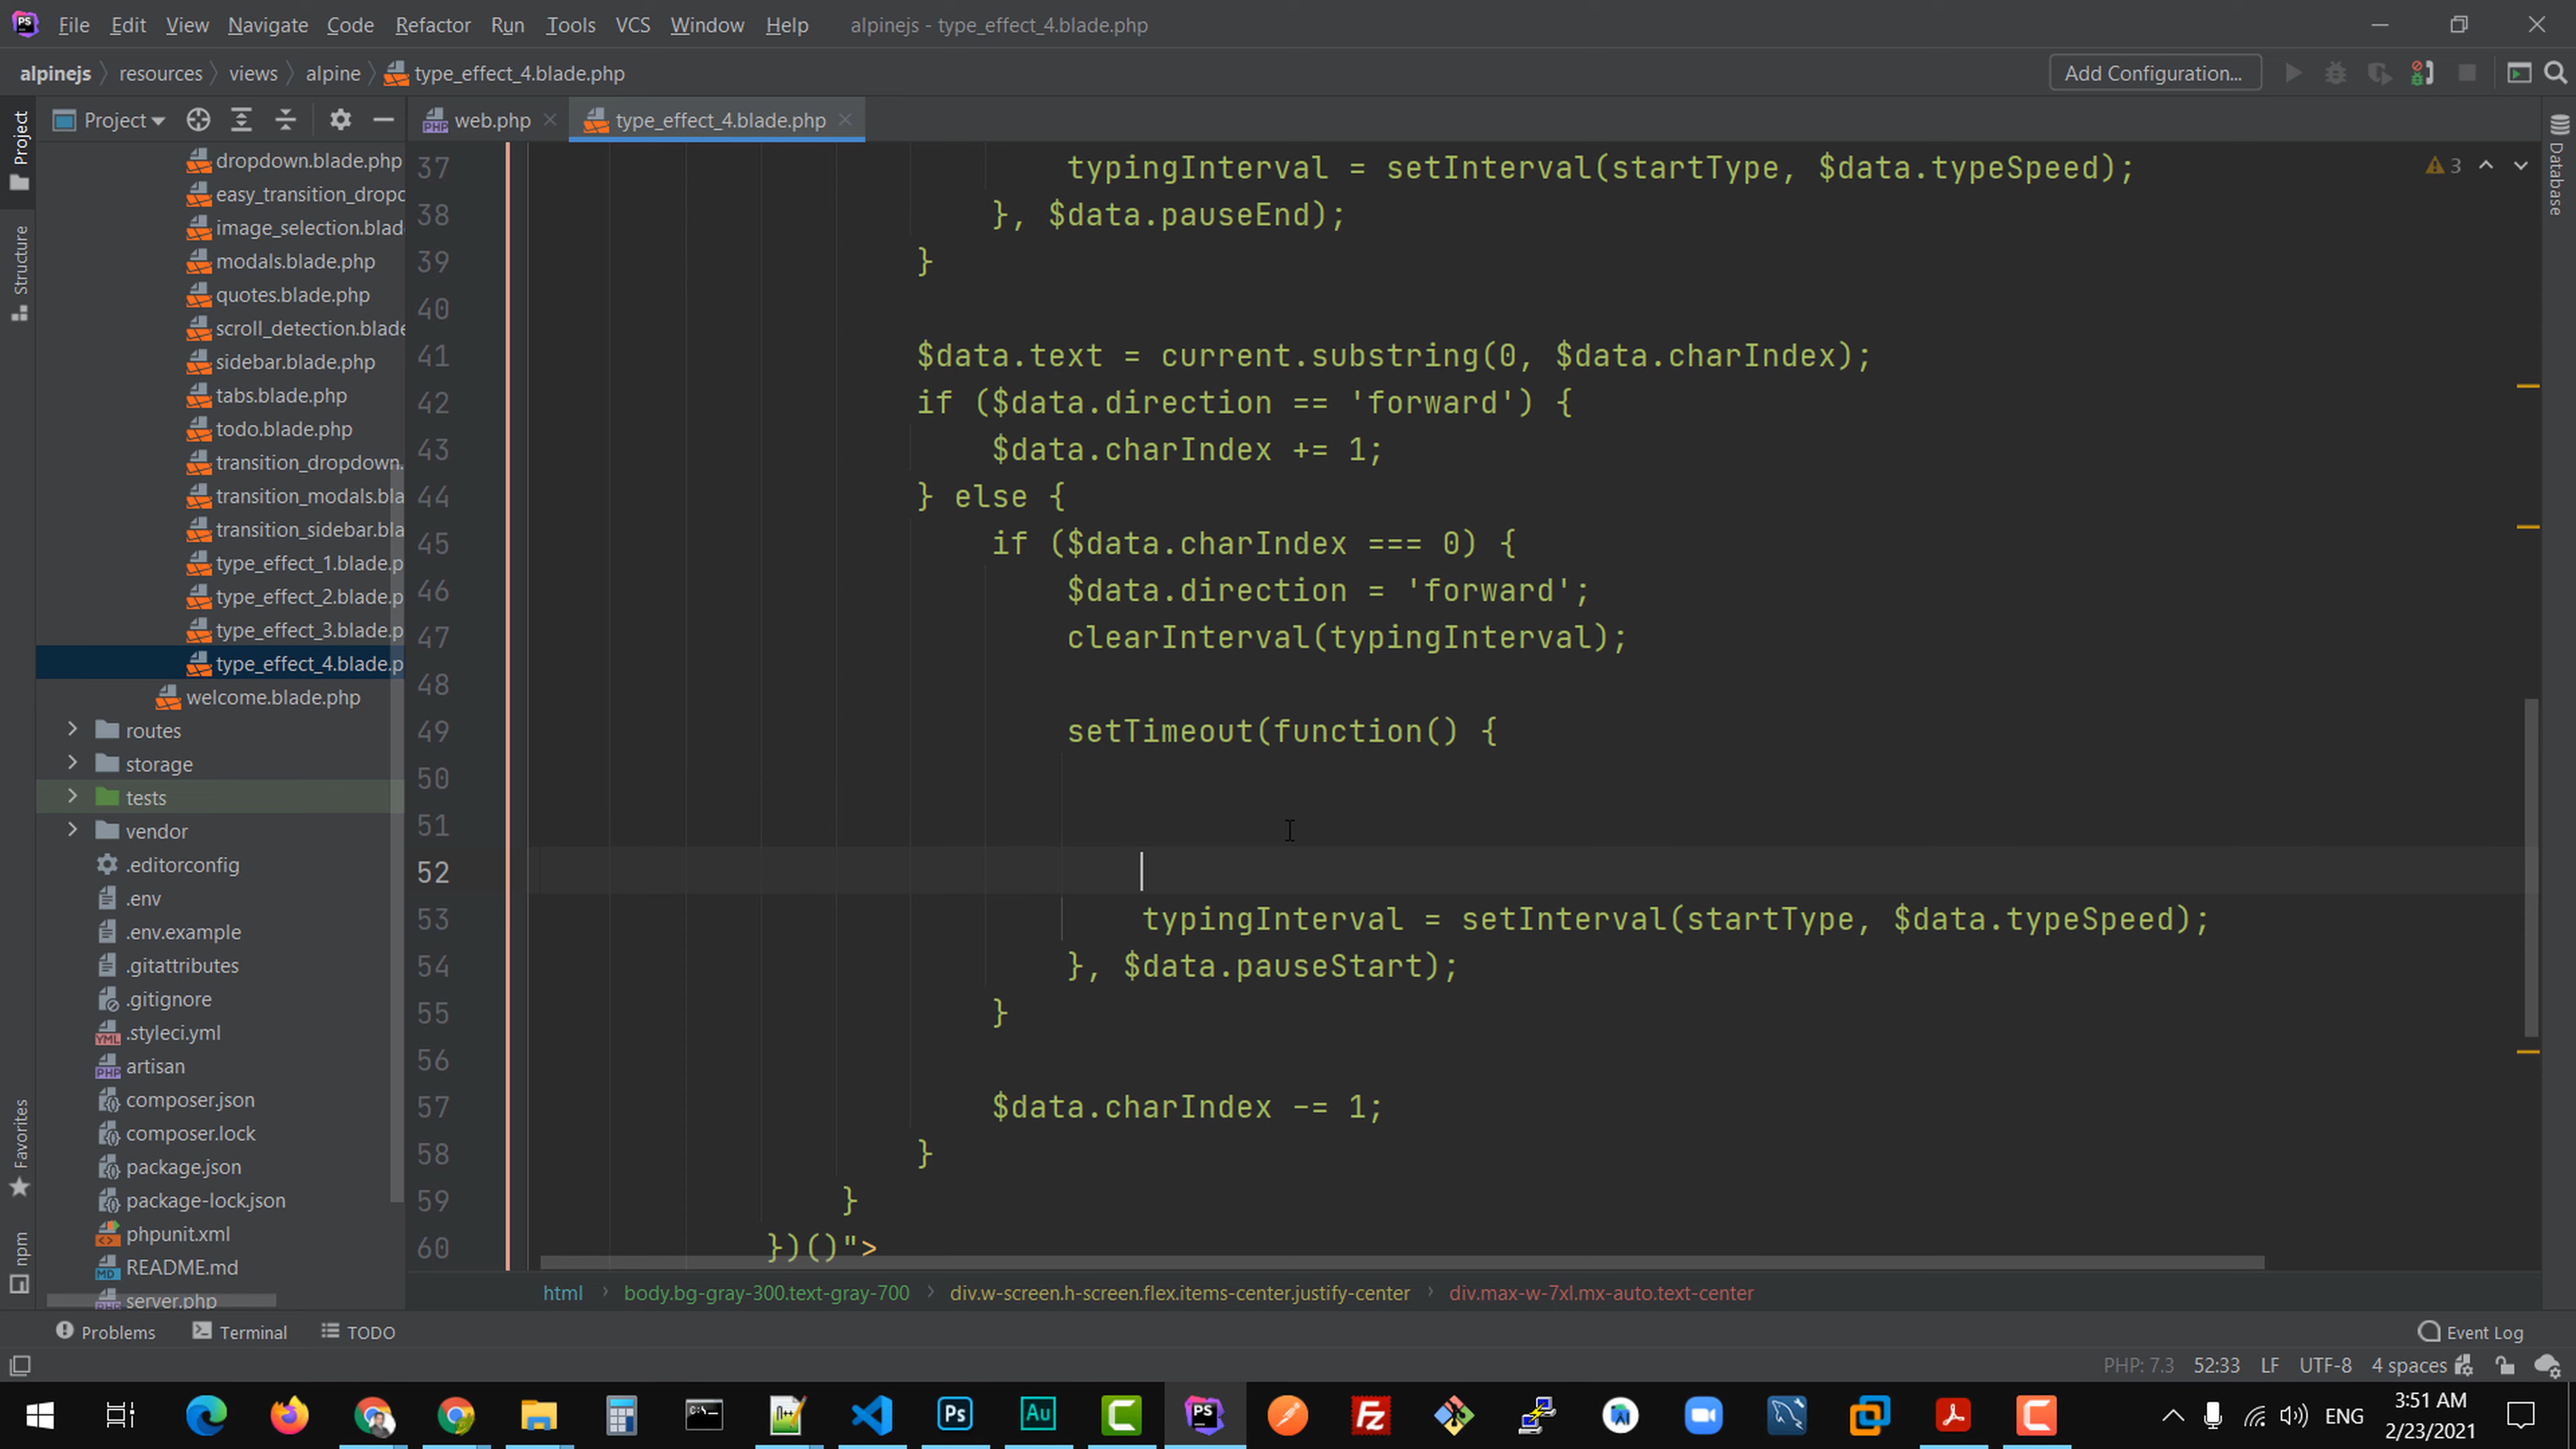 File Edit View Navigate Code Refactor Run Tools VCS Window Help alpinejs - type_effect_4.blade.php
alpinejs resources views alpine type_effect_4.blade.php Add Configuration...
Project web.php type_effect_4.blade.php
Project
Structure
Favorites
npm
Database
dropdown.blade.php
easy_transition_dropd
image_selection.blad
modals.blade.php
quotes.blade.php
scroll_detection.blade
sidebar.blade.php
tabs.blade.php
todo.blade.php
transition_dropdown.
transition_modals.bla
transition_sidebar.bla
type_effect_1.blade.p
type_effect_2.blade.p
type_effect_3.blade.p
type_effect_4.blade.p
welcome.blade.php
routes
storage
tests
vendor
.editorconfig
.env
.env.example
.gitattributes
.gitignore
.styleci.yml
artisan
composer.json
composer.lock
package.json
package-lock.json
phpunit.xml
README.md
server.php
3
37 typingInterval = setInterval(startType, $data.typeSpeed);
38 }, $data.pauseEnd);
39 }
40
41 $data.text = current.substring(0, $data.charIndex);
42 if ($data.direction == 'forward') {
43 $data.charIndex += 1;
44 } else {
45 if ($data.charIndex === 0) {
46 $data.direction = 'forward';
47 clearInterval(typingInterval);
48
49 setTimeout(function() {
50
51
52
53 typingInterval = setInterval(startType, $data.typeSpeed);
54 }, $data.pauseStart);
55 }
56
57 $data.charIndex -= 1;
58 }
59 }
60 })()">
html body.bg-gray-300.text-gray-700 div.w-screen.h-screen.flex.items-center.justify-center div.max-w-7xl.mx-auto.text-center
Problems Terminal TODO Event Log
PHP: 7.3 52:33 LF UTF-8 4 spaces
ENG 3:51 AM
2/23/2021